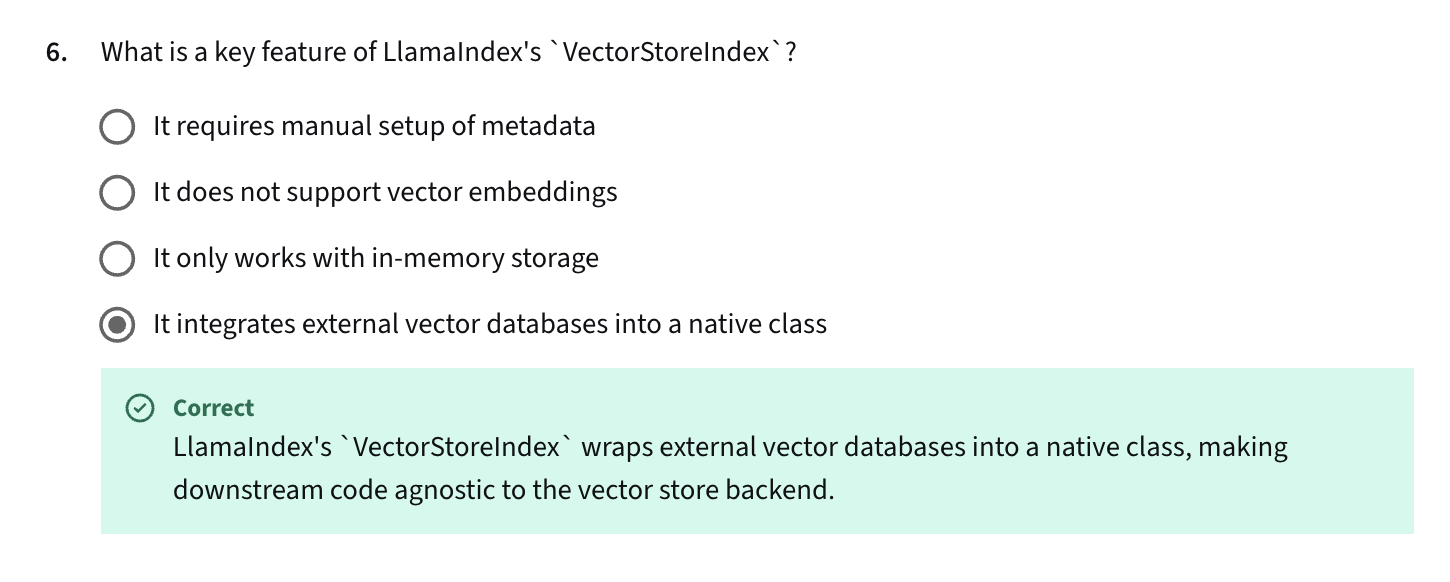 6. What is a key feature of LlamaIndex's `VectorStoreIndex`?
It requires manual setup of metadata
It does not support vector embeddings
It only works with in-memory storage
It integrates external vector databases into a native class
Correct
LlamaIndex's `VectorStoreIndex` wraps external vector databases into a native class, making
downstream code agnostic to the vector store backend.